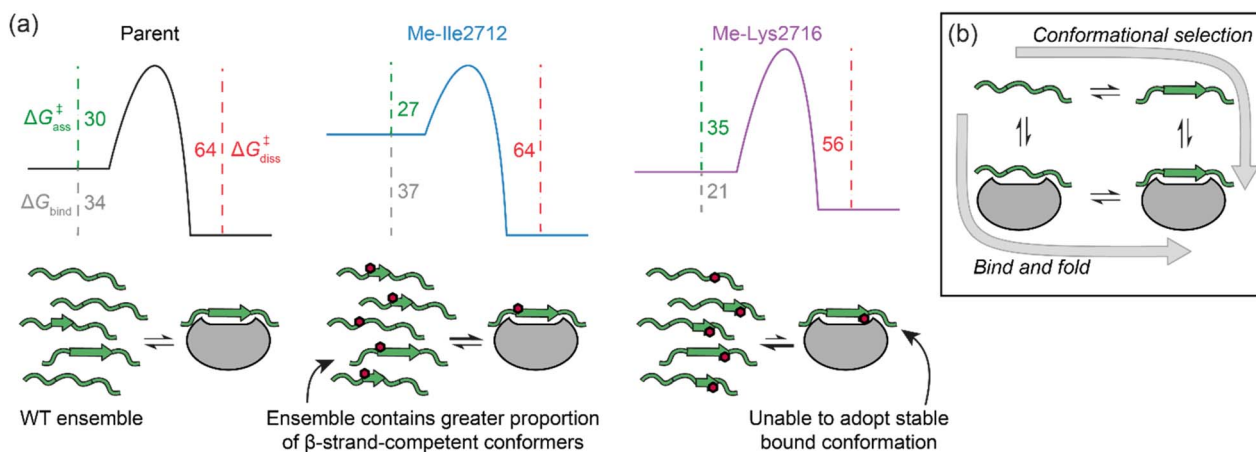 (a)
Parent
ΔG‡ass 30
64 ΔG‡diss
ΔGbind 34
WT ensemble
Me-Ile2712
27
64
37
Ensemble contains greater proportion
of β-strand-competent conformers
Me-Lys2716
35
56
21
Unable to adopt stable
bound conformation
(b)
Conformational selection
Bind and fold